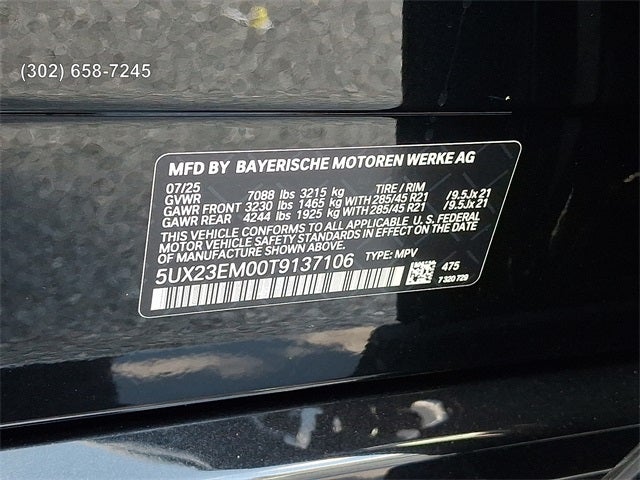 (302) 658-7245
MFD BY BAYERISCHE MOTOREN WERKE AG
07/25
GVWR 7088 lbs 3215 kg TIRE / RIM
GAWR FRONT 3230 lbs 1465 kg WITH 285/45 R21 /9.5Jx21
GAWR REAR 4244 lbs 1925 kg WITH 285/45 R21 /9.5Jx21
THIS VEHICLE CONFORMS TO ALL APPLICABLE U. S. FEDERAL
MOTOR VEHICLE SAFETY STANDARDS IN EFFECT ON THE DATE
OF MANUFACTURE SHOWN ABOVE.
5UX23EM00T9137106 TYPE: MPV 475
7 320 729